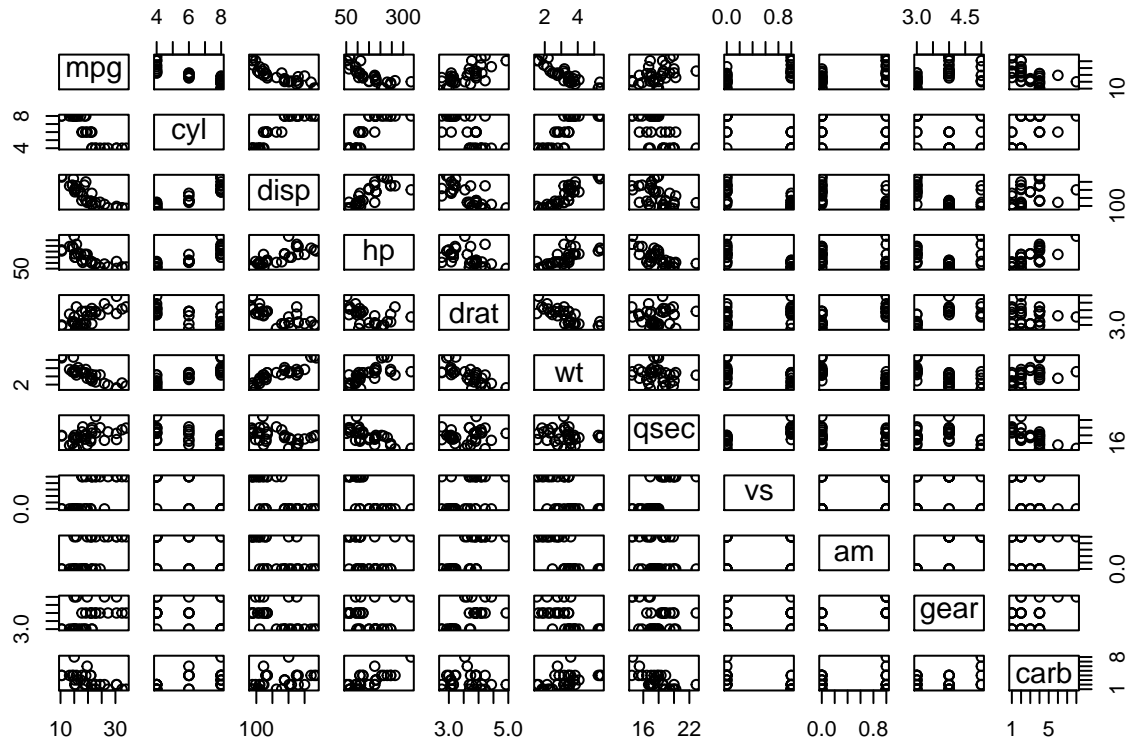 4 6 8 50 300 2 4 0.0 0.8 3.0 4.5
mpg 10
4 8 cyl
disp 100
50 hp
drat 3.0
2 wt
qsec 16
0.0 vs
am 0.0
3.0 gear
carb 1 8
10 20 30 100 3.0 5.0 16 22 0.0 0.8 1 5